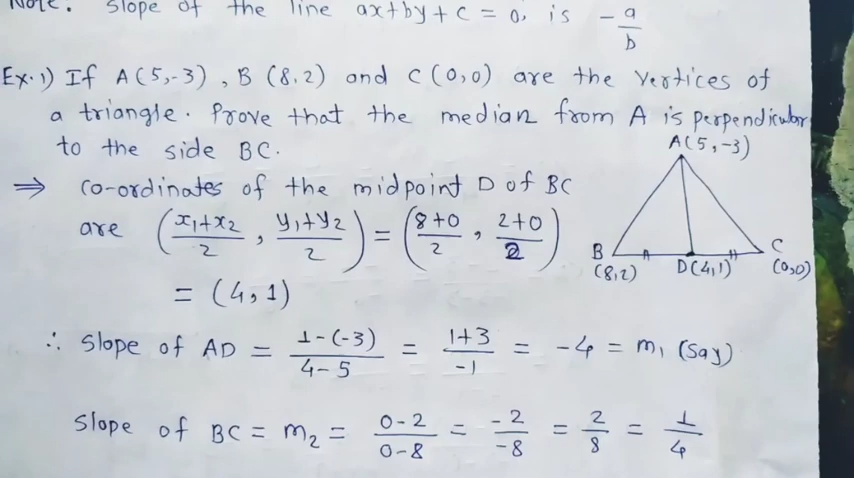 Note: Slope of the line ax+by+c=0, is -a/b
Ex.1) If A(5,-3), B(8,2) and C(0,0) are the vertices of
a triangle. Prove that the median from A is perpendicular
to the side BC.
⇒ Co-ordinates of the midpoint D of BC
are ((x₁+x₂)/2, (y₁+y₂)/2) = ((8+0)/2, (2+0)/2)
= (4,1)
A(5,-3)
B
(8,2)
D(4,1)
C
(0,0)
∴ Slope of AD = (1-(-3))/(4-5) = (1+3)/(-1) = -4 = m₁ (Say)
Slope of BC = m₂ = (0-2)/(0-8) = (-2)/(-8) = 2/8 = 1/4